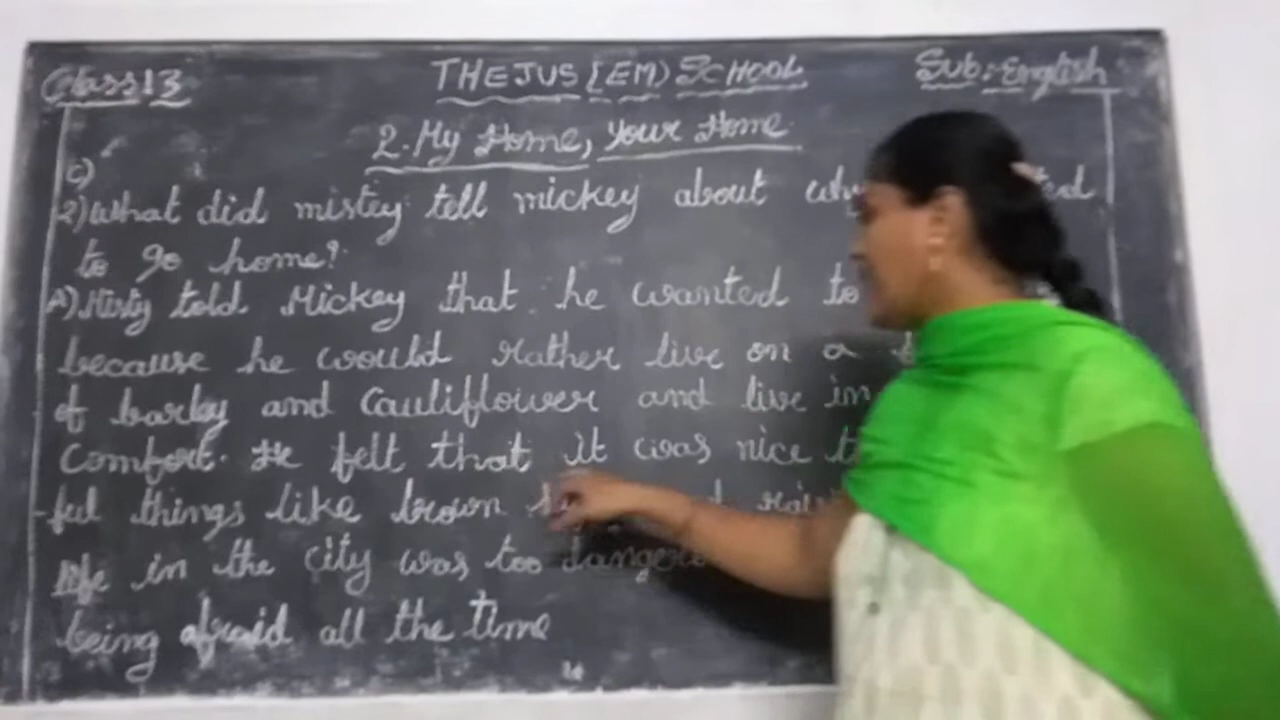 Class 3
THEJUS (EM) SCHOOL
Sub: English
2. My Home, Your Home
C)
2) What did mistey tell mickey about
to go home?
A) Misty told Mickey that he wanted to
because he would rather live on a
of barley and Cauliflower and live in
Comfort. He felt that it was nice
ful things like brown
life in the city was too
being afraid all the time